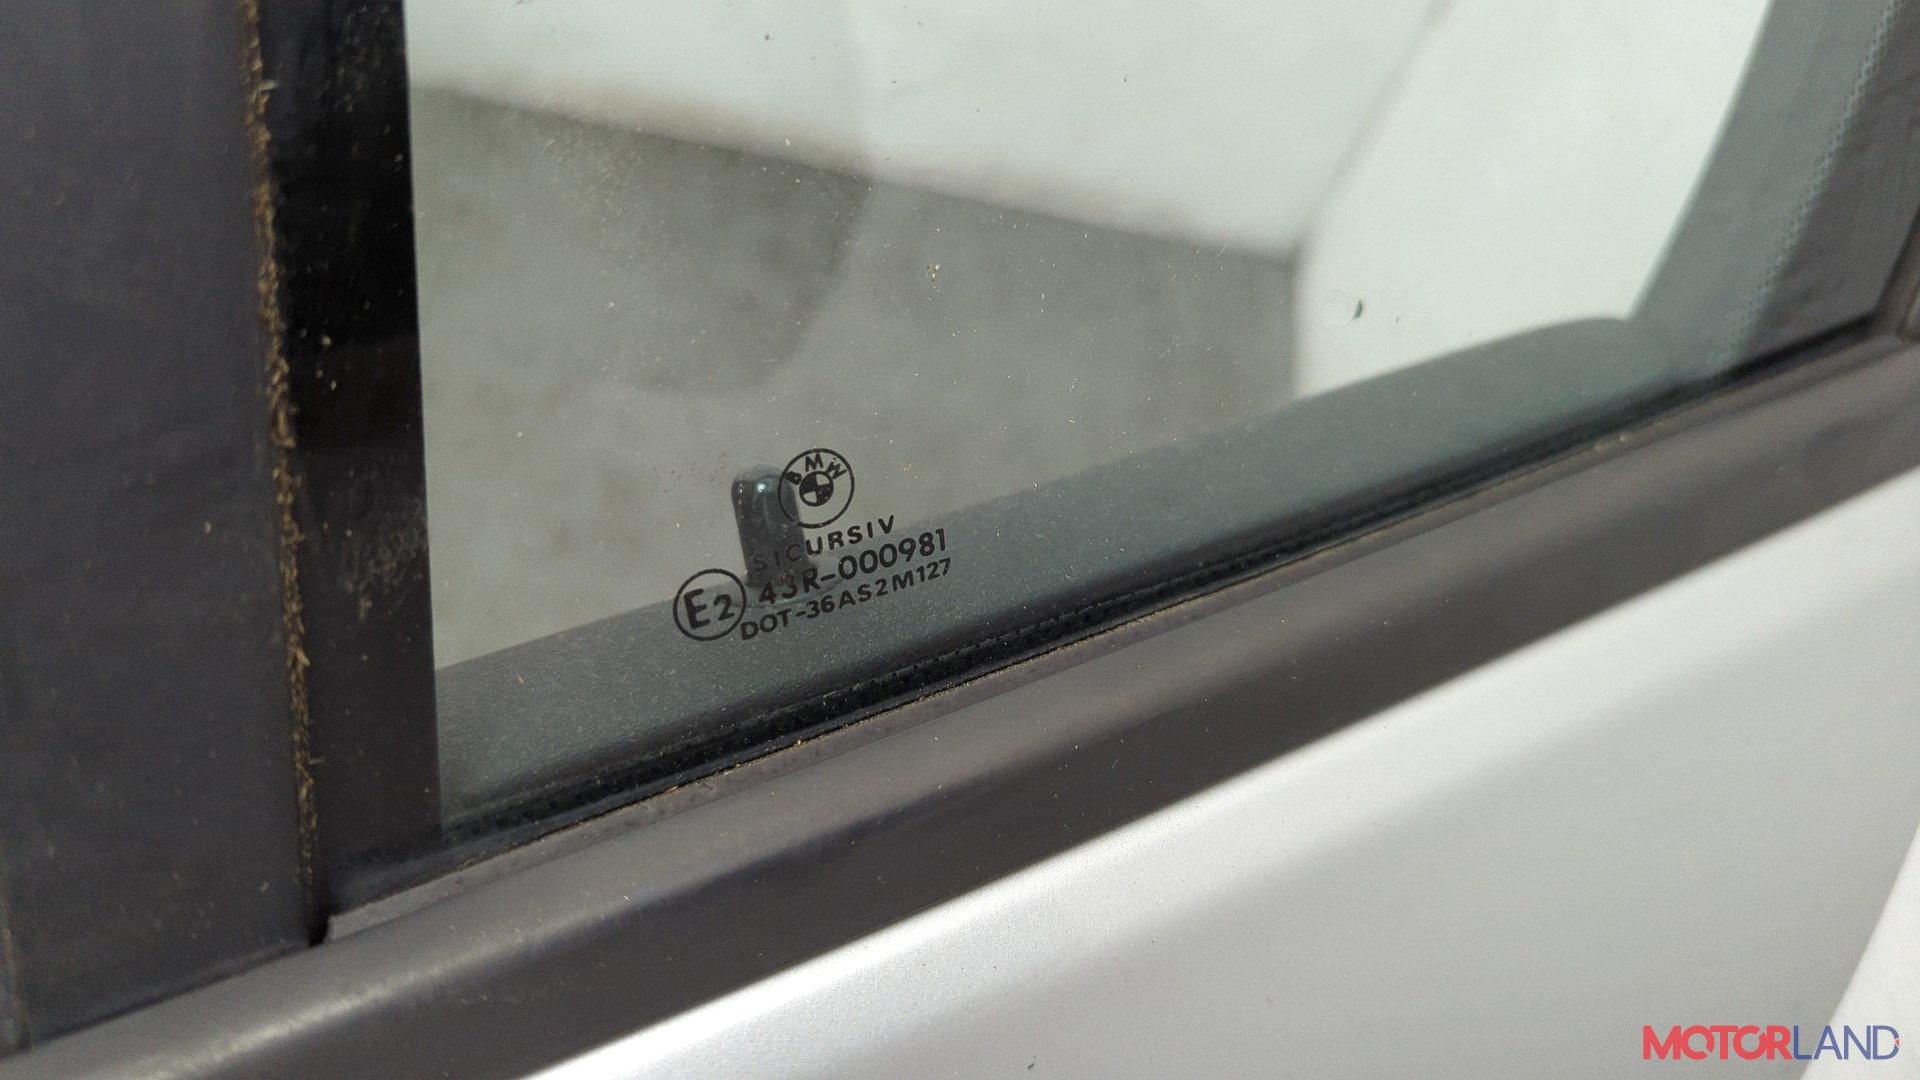 BMW
SICURSIV
E2 43R-000981
DOT-36AS2M127
MOTORLAND